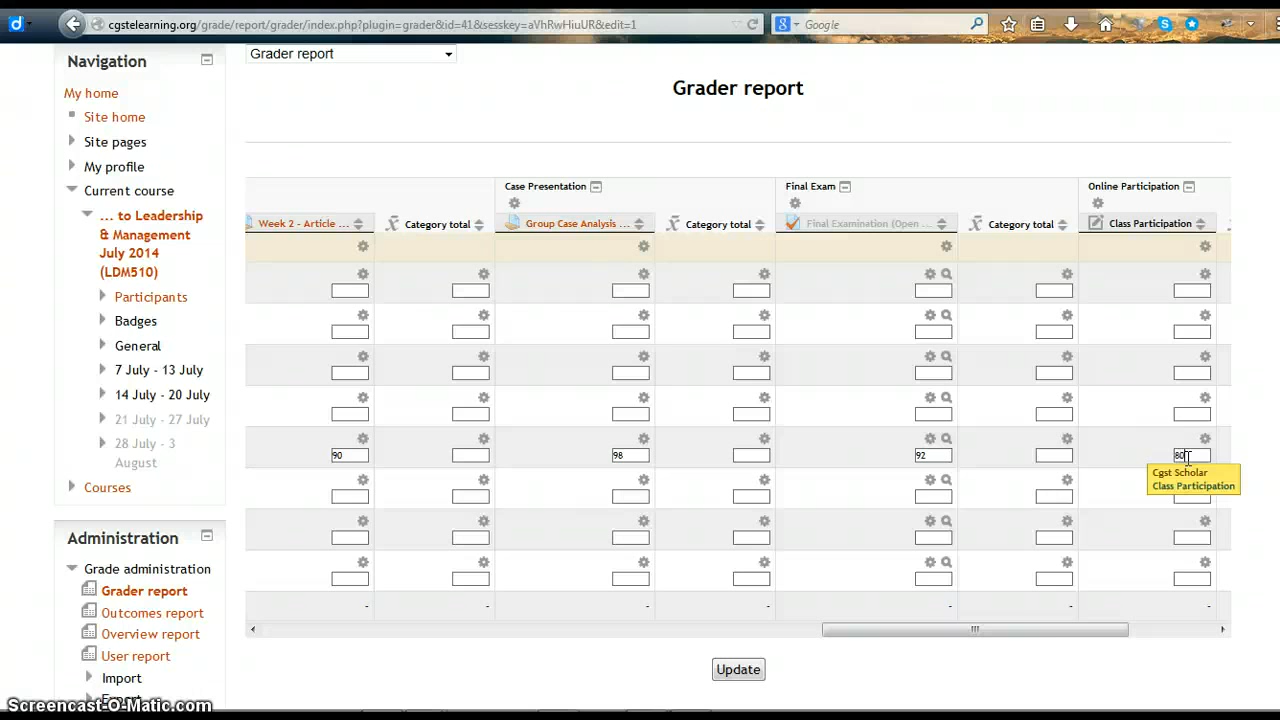 cgstelearning.org/grade/report/grader/index.php?plugin=grader&id=41&sesskey=aVhRwHiuUR&edit=1
Google
Grader report
Navigation
My home
Site home
Site pages
My profile
Current course
... to Leadership
& Management
July 2014
(LDM510)
Participants
Badges
General
7 July - 13 July
14 July - 20 July
21 July - 27 July
28 July - 3
August
Courses
Administration
Grade administration
Grader report
Outcomes report
Overview report
User report
Import
Export
Grader report
Case Presentation
Final Exam
Online Participation
Week 2 - Article ...
Category total
Group Case Analysis ...
Category total
Final Examination (Open ...
Category total
Class Participation
90
98
92
80
Cgst Scholar
Class Participation
- - - - - - -
Update
Screencast-O-Matic.com